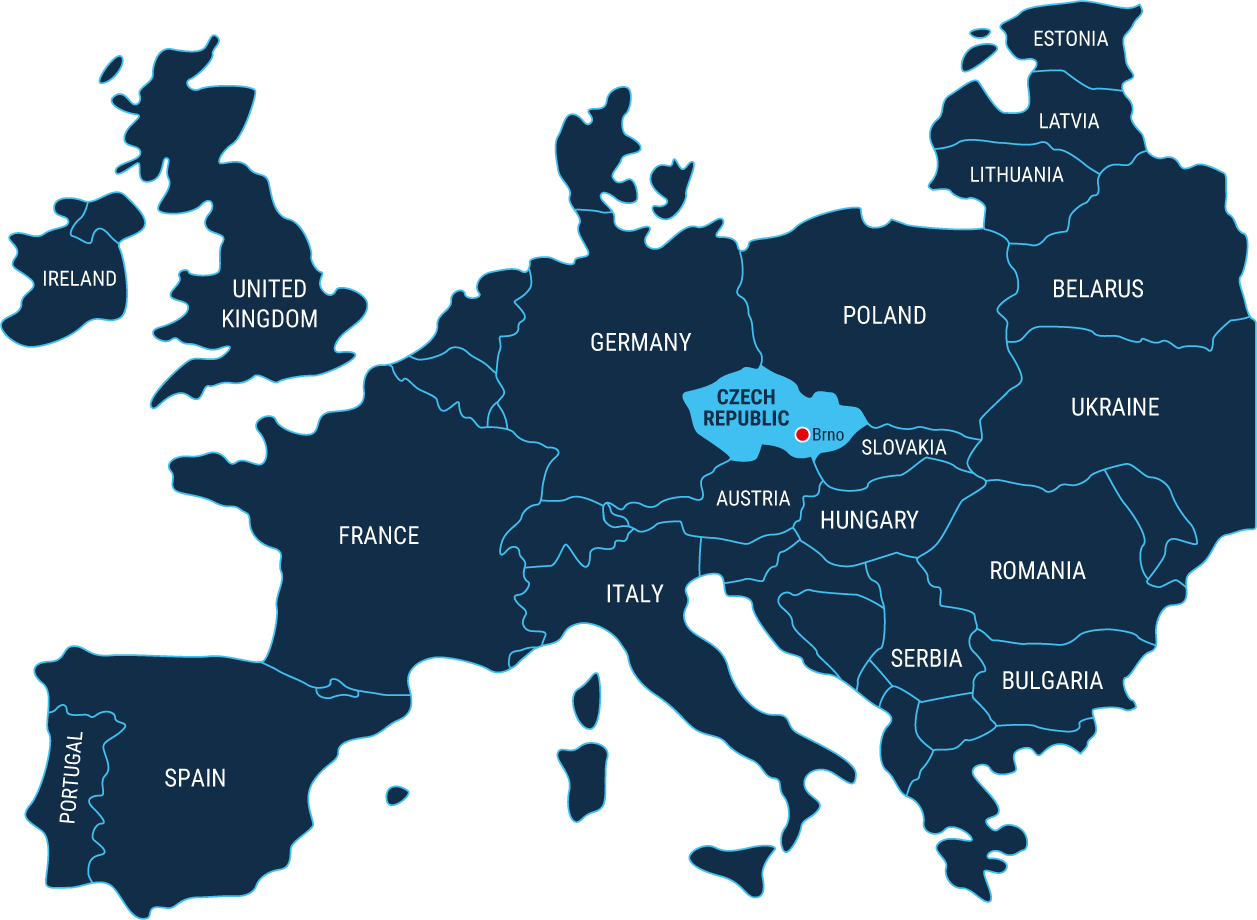 ESTONIA
LATVIA
LITHUANIA
IRELAND
UNITED
KINGDOM
BELARUS
POLAND
GERMANY
CZECH
REPUBLIC
Brno
UKRAINE
SLOVAKIA
AUSTRIA
HUNGARY
FRANCE
ROMANIA
ITALY
SERBIA
BULGARIA
PORTUGAL
SPAIN